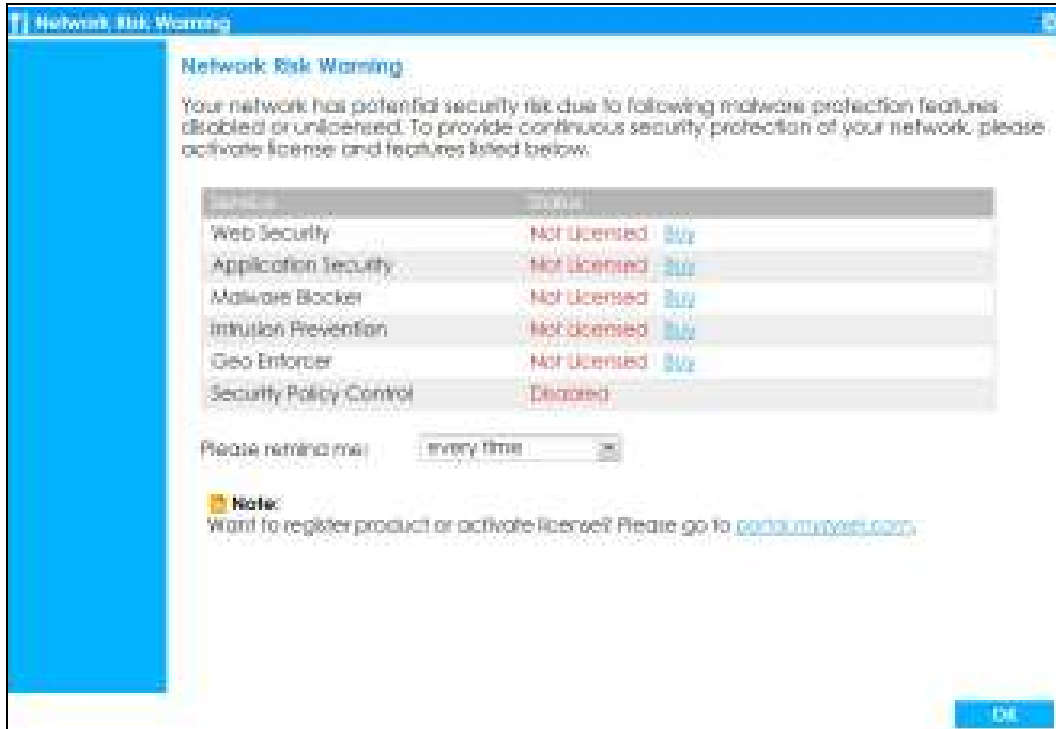 Network Risk Warning
Network Risk Warning
Your network has potential security risk due to following malware protection features
disabled or unlicensed. To provide continuous security protection of your network, please
activate license and features listed below.
Service Status
Web Security Not Licensed Buy
Application Security Not Licensed Buy
Malware Blocker Not Licensed Buy
Intrusion Prevention Not Licensed Buy
Geo Enforcer Not Licensed Buy
Security Policy Control Disabled
Please remind me: every time
Note:
Want to register product or activate license? Please go to
OK